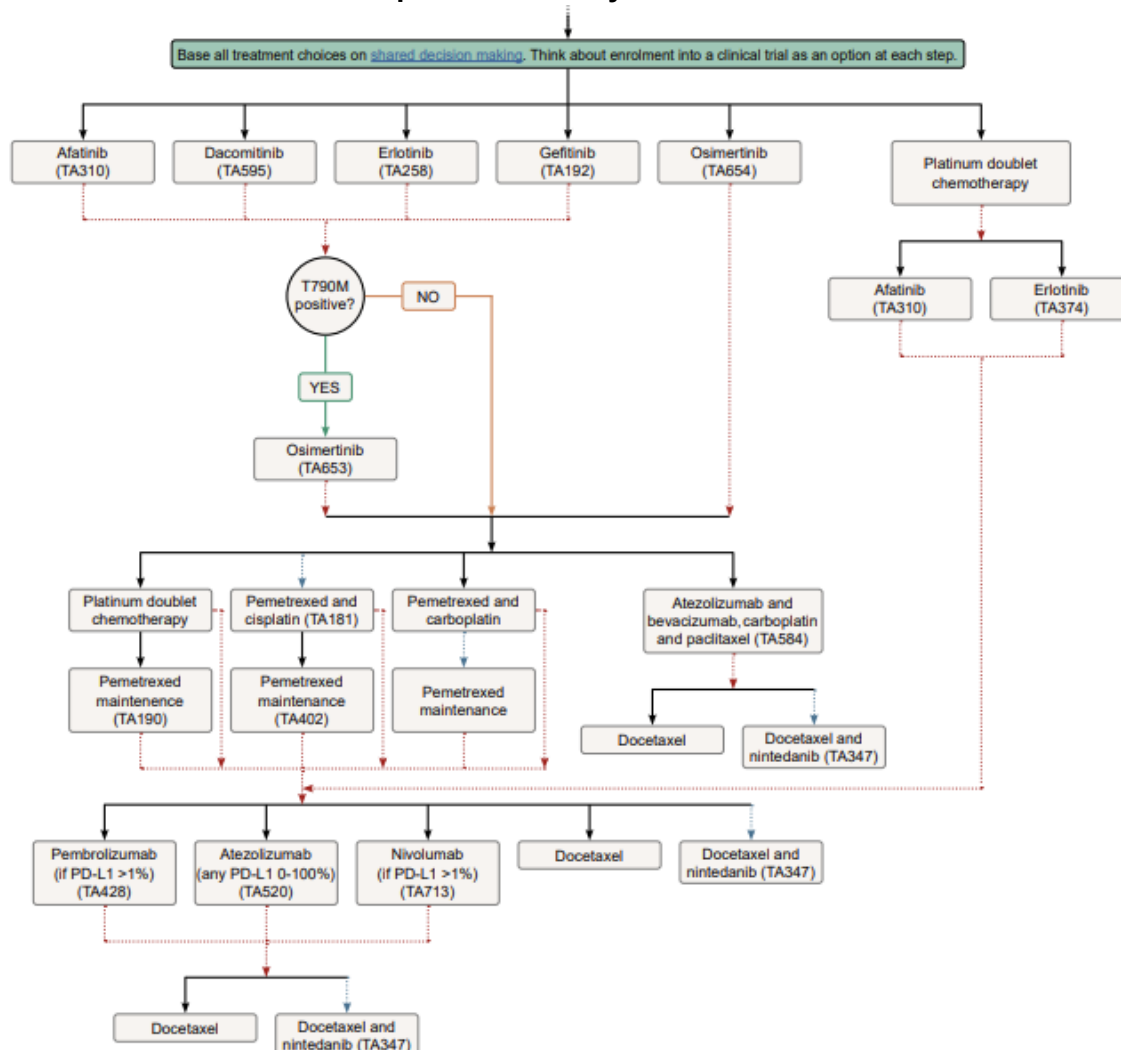 Base all treatment choices on shared decision making. Think about enrolment into a clinical trial as an option at each step.
Afatinib
(TA310)
Dacomitinib
(TA595)
Erlotinib
(TA258)
Gefitinib
(TA192)
Osimertinib
(TA654)
Platinum doublet
chemotherapy
Afatinib
(TA310)
Erlotinib
(TA374)
T790M
positive?
NO
YES
Osimertinib
(TA653)
Platinum doublet
chemotherapy
Pemetrexed and
cisplatin (TA181)
Pemetrexed and
carboplatin
Atezolizumab and
bevacizumab, carboplatin
and paclitaxel (TA584)
Pemetrexed
maintenence
(TA190)
Pemetrexed
maintenance
(TA402)
Pemetrexed
maintenance
Docetaxel
Docetaxel and
nintedanib (TA347)
Pembrolizumab
(if PD-L1 >1%)
(TA428)
Atezolizumab
(any PD-L1 0-100%)
(TA520)
Nivolumab
(if PD-L1 >1%)
(TA713)
Docetaxel
Docetaxel and
nintedanib (TA347)
Docetaxel
Docetaxel and
nintedanib (TA347)